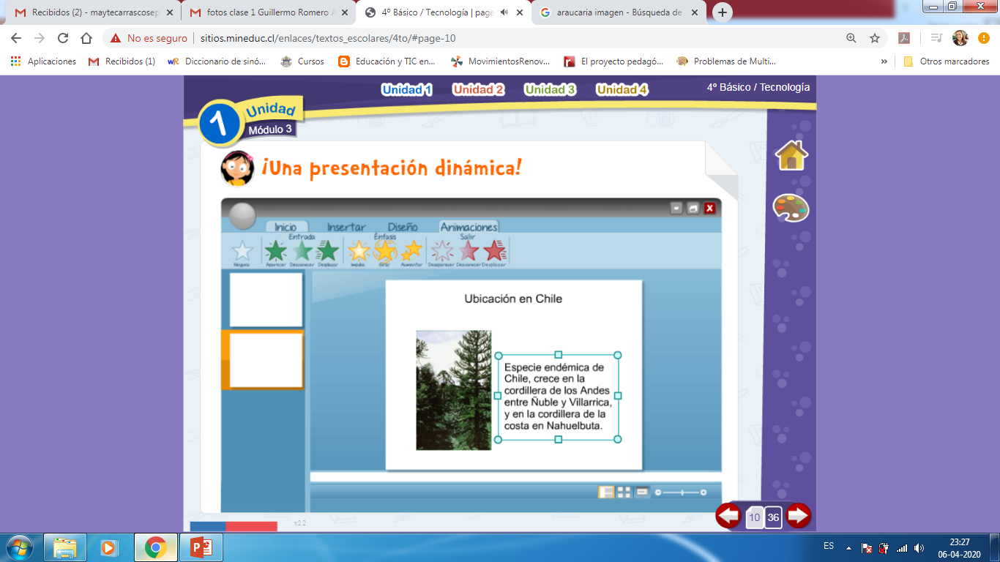 Recibidos (2) - maytecarrascosep
fotos clase 1 Guillermo Romero A
4º Básico / Tecnología | page
araucaria imagen - Búsqueda de
No es seguro | sitios.mineduc.cl/enlaces/textos_escolares/4to/#page-10
Aplicaciones Recibidos (1) Diccionario de sinó... Cursos Educación y TIC en... MovimientosRenov... El proyecto pedagó... Problemas de Multi... » Otros marcadores
Unidad 1 Unidad 2 Unidad 3 Unidad 4 4º Básico / Tecnología
1 Unidad
Módulo 3
¡Una presentación dinámica!
Inicio Insertar Diseño Animaciones
Entrada Énfasis Salir
Ninguna Aparecer Desvanecer Desplazar Impulso Girar Aumentar Desaparecer Desvanecer Desplazar
Ubicación en Chile
Especie endémica de
Chile, crece en la
cordillera de los Andes
entre Ñuble y Villarrica,
y en la cordillera de la
costa en Nahuelbuta.
10 36
v2.2
ES
23:27
06-04-2020